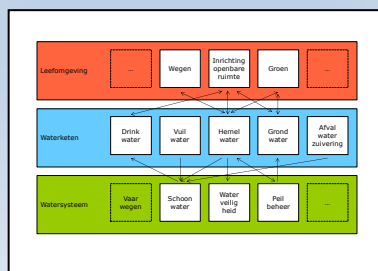 Leefomgeving
...
Wegen
Inrichting
openbare
ruimte
Groen
...
Waterketen
Drink
water
Vuil
water
Hemel
water
Grond
water
Afval
water
zuivering
Watersysteem
Vaar
wegen
Schoon
water
Water
veilig
heid
Peil
beheer
...